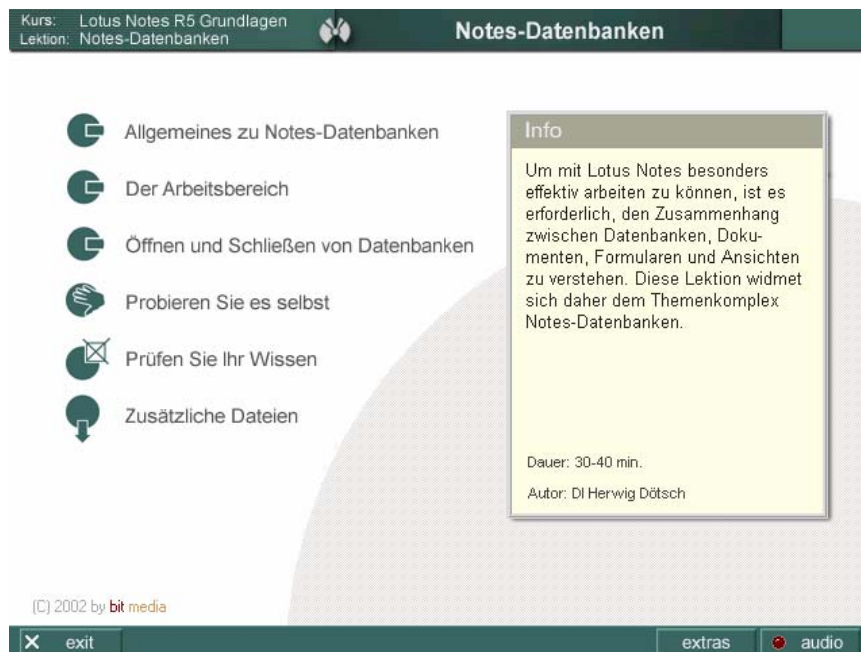 Kurs: Lotus Notes R5 Grundlagen
Lektion: Notes-Datenbanken
Notes-Datenbanken
Allgemeines zu Notes-Datenbanken
Der Arbeitsbereich
Öffnen und Schließen von Datenbanken
Probieren Sie es selbst
Prüfen Sie Ihr Wissen
Zusätzliche Dateien
Info
Um mit Lotus Notes besonders
effektiv arbeiten zu können, ist es
erforderlich, den Zusammenhang
zwischen Datenbanken, Doku-
menten, Formularen und Ansichten
zu verstehen. Diese Lektion widmet
sich daher dem Themenkomplex
Notes-Datenbanken.
Dauer: 30-40 min.
Autor: DI Herwig Dötsch
(C) 2002 by bit media
exit
extras
audio